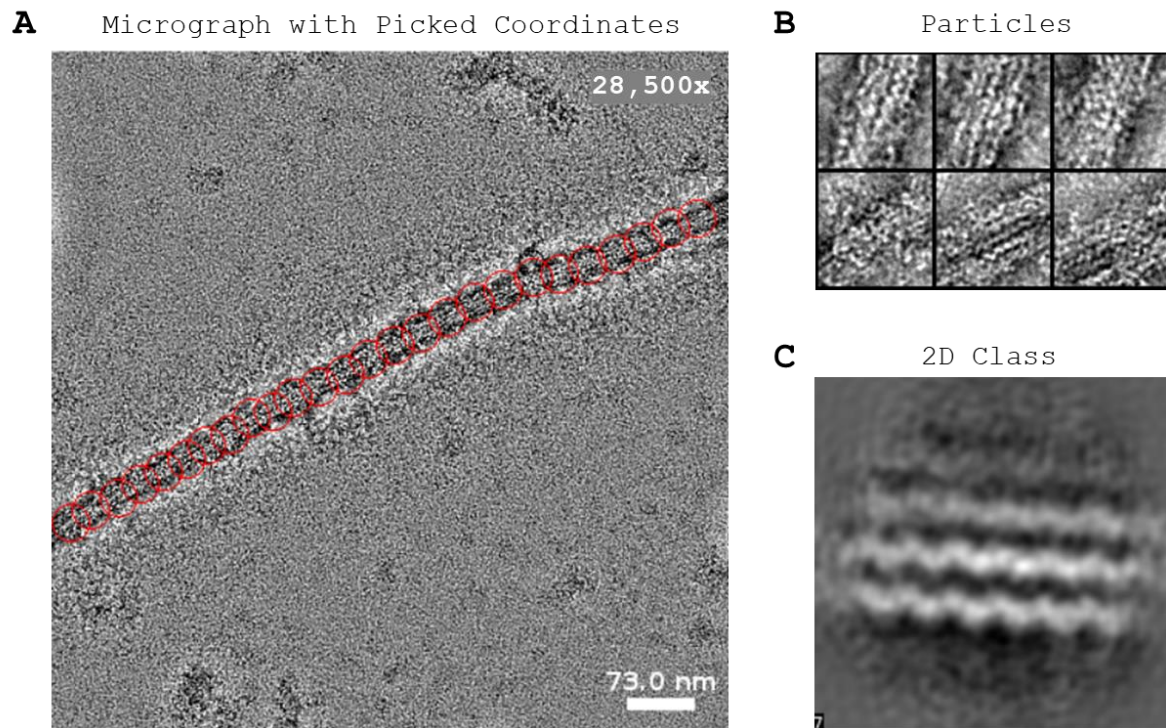 A Micrograph with Picked Coordinates
28,500x
73.0 nm
B Particles
C 2D Class
7